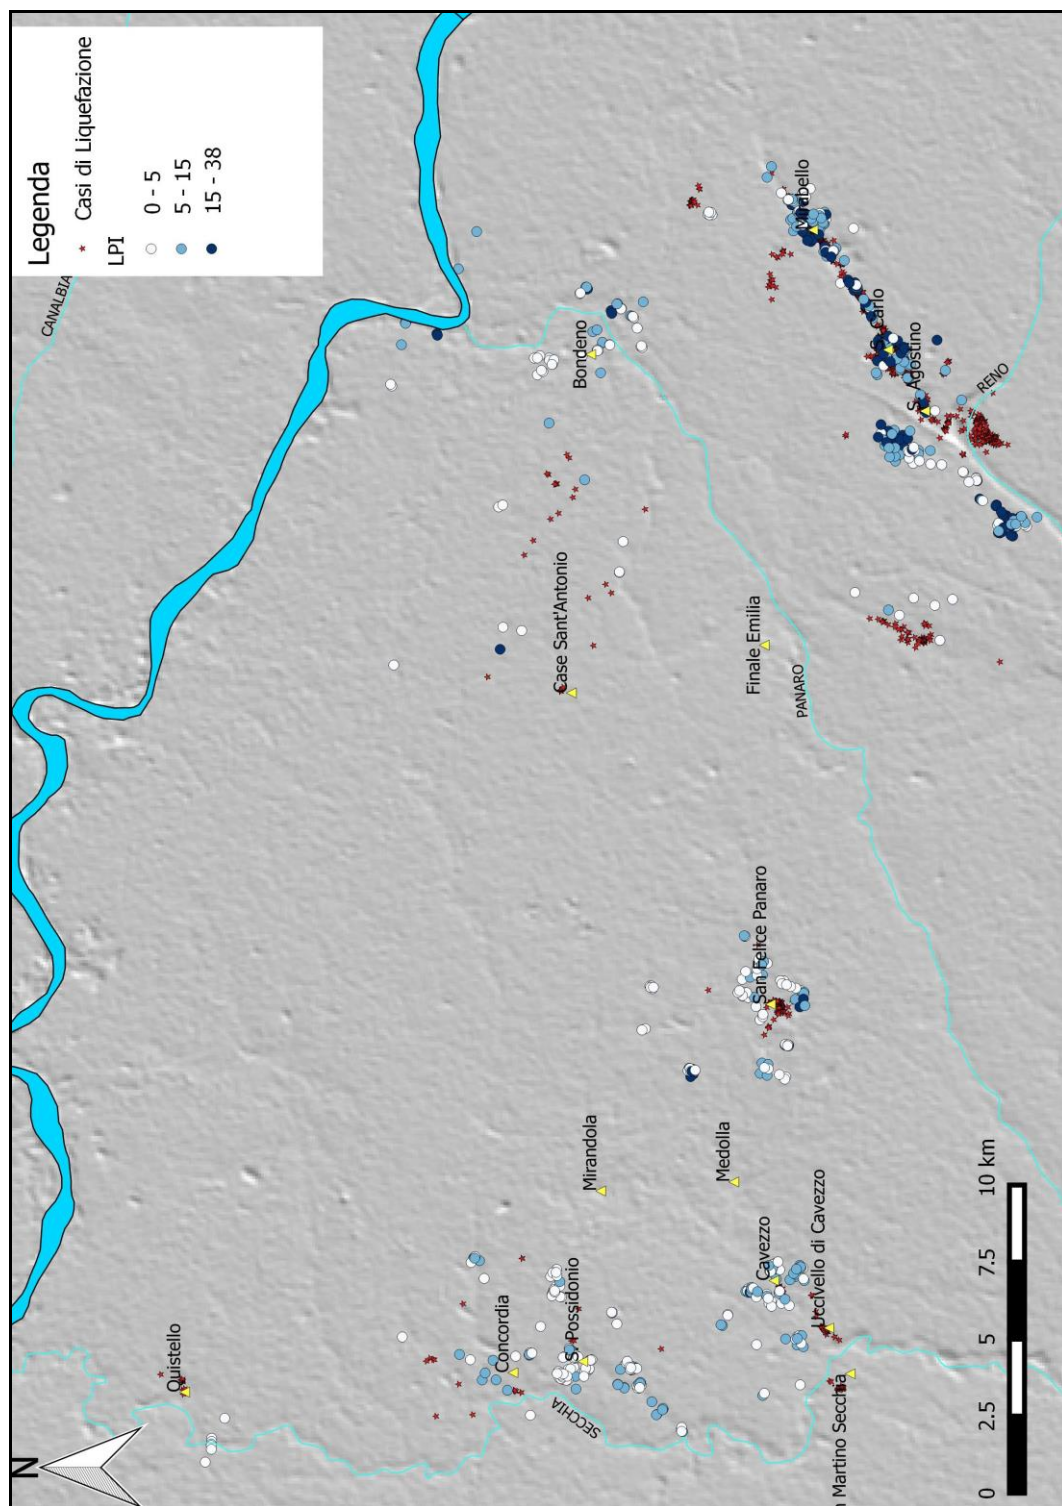 Legenda
Casi di Liquefazione
LPI
0 - 5
5 - 15
15 - 38
CANALBIA
N
Quistello
Concordia
S. Possidonio
SECCHIA
Mirandola
Medolla
Cavezzo
Uccivello di Cavezzo
Martino Secchia
San Felice Panaro
Case Sant'Antonio
Finale Emilia
PANARO
Bondeno
Mirabello
S. Carlo
S. Agostino
RENO
0
2.5
5
7.5
10 km